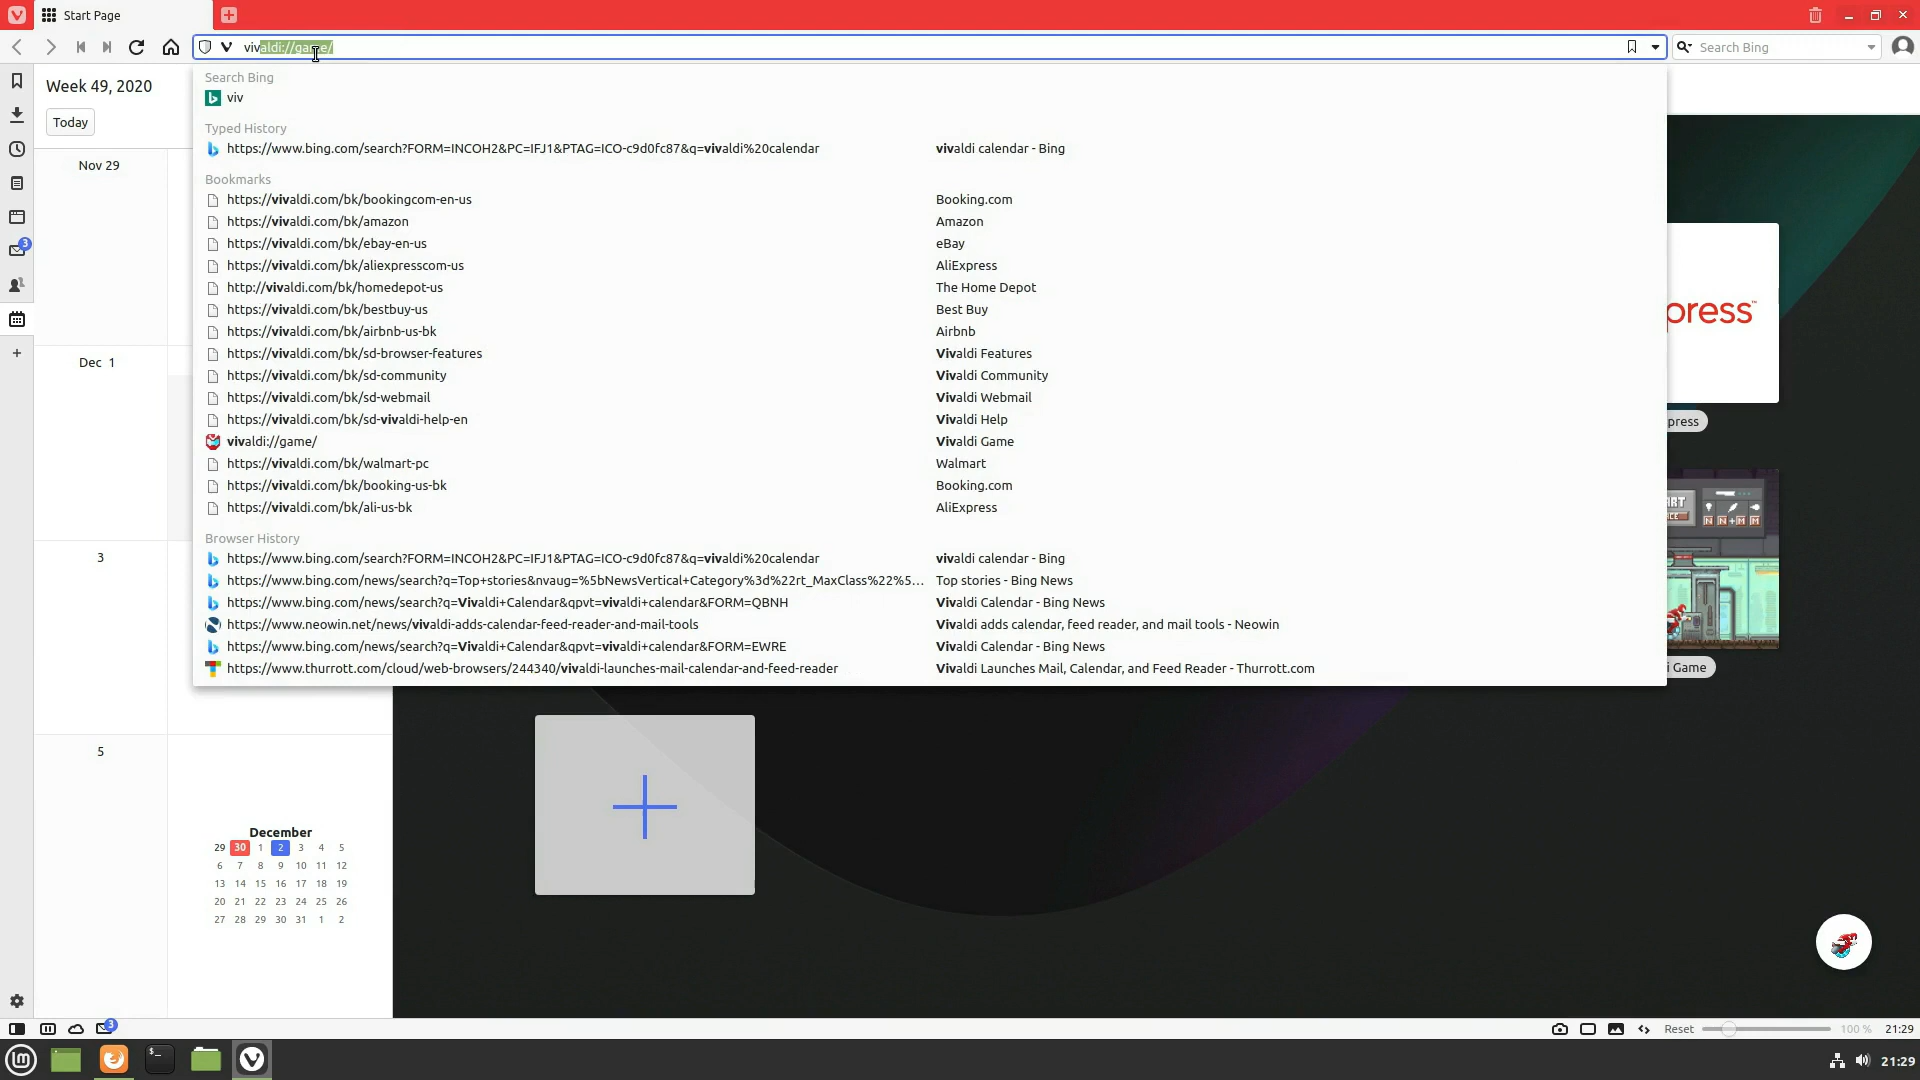 Start Page
vivaldi://game/
Search Bing
Week 49, 2020
Today
Search Bing
viv
Typed History
https://www.bing.com/search?FORM=INCOH2&PC=IFJ1&PTAG=ICO-c9d0fc87&q=vivaldi%20calendar vivaldi calendar - Bing
Bookmarks
https://vivaldi.com/bk/bookingcom-en-us Booking.com
https://vivaldi.com/bk/amazon Amazon
https://vivaldi.com/bk/ebay-en-us eBay
https://vivaldi.com/bk/aliexpresscom-us AliExpress
http://vivaldi.com/bk/homedepot-us The Home Depot
https://vivaldi.com/bk/bestbuy-us Best Buy
https://vivaldi.com/bk/airbnb-us-bk Airbnb
https://vivaldi.com/bk/sd-browser-features Vivaldi Features
https://vivaldi.com/bk/sd-community Vivaldi Community
https://vivaldi.com/bk/sd-webmail Vivaldi Webmail
https://vivaldi.com/bk/sd-vivaldi-help-en Vivaldi Help
vivaldi://game/ Vivaldi Game
https://vivaldi.com/bk/walmart-pc Walmart
https://vivaldi.com/bk/booking-us-bk Booking.com
https://vivaldi.com/bk/ali-us-bk AliExpress
Browser History
https://www.bing.com/search?FORM=INCOH2&PC=IFJ1&PTAG=ICO-c9d0fc87&q=vivaldi%20calendar vivaldi calendar - Bing
https://www.bing.com/news/search?q=Top+stories&nvaug=%5bNewsVertical+Category%3d%22rt_MaxClass%22%5... Top stories - Bing News
https://www.bing.com/news/search?q=Vivaldi+Calendar&qpvt=vivaldi+calendar&FORM=QBNH Vivaldi Calendar - Bing News
https://www.neowin.net/news/vivaldi-adds-calendar-feed-reader-and-mail-tools Vivaldi adds calendar, feed reader, and mail tools - Neowin
https://www.bing.com/news/search?q=Vivaldi+Calendar&qpvt=vivaldi+calendar&FORM=EWRE Vivaldi Calendar - Bing News
https://www.thurrott.com/cloud/web-browsers/244340/vivaldi-launches-mail-calendar-and-feed-reader Vivaldi Launches Mail, Calendar, and Feed Reader - Thurrott.com
Nov 29
Dec 1
3
5
3
press™
press
N N+M M
i Game
December
29 30 1 2 3 4 5
6 7 8 9 10 11 12
13 14 15 16 17 18 19
20 21 22 23 24 25 26
27 28 29 30 31 1 2
3
Reset 100 % 21:29
21:29